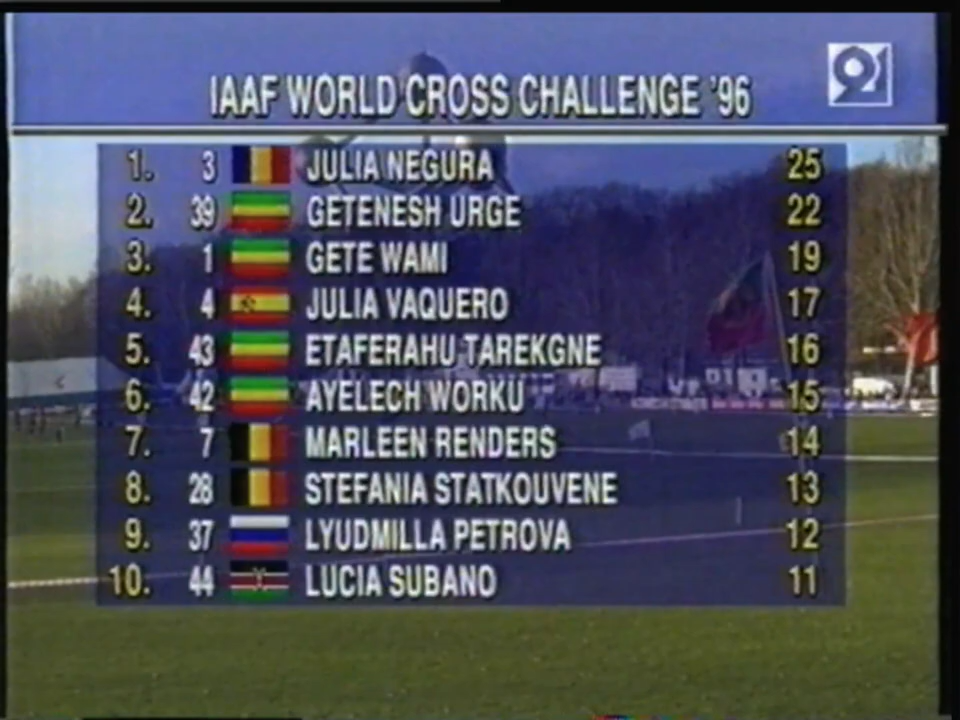 IAAF WORLD CROSS CHALLENGE '96
1. 3 JULIA NEGURA 25
2. 39 GETENESH URGE 22
3. 1 GETE WAMI 19
4. 4 JULIA VAQUERO 17
5. 43 ETAFERAHU TAREKGNE 16
6. 42 AYELECH WORKU 15
7. 7 MARLEEN RENDERS 14
8. 28 STEFANIA STATKOUVENE 13
9. 37 LYUDMILLA PETROVA 12
10. 44 LUCIA SUBANO 11